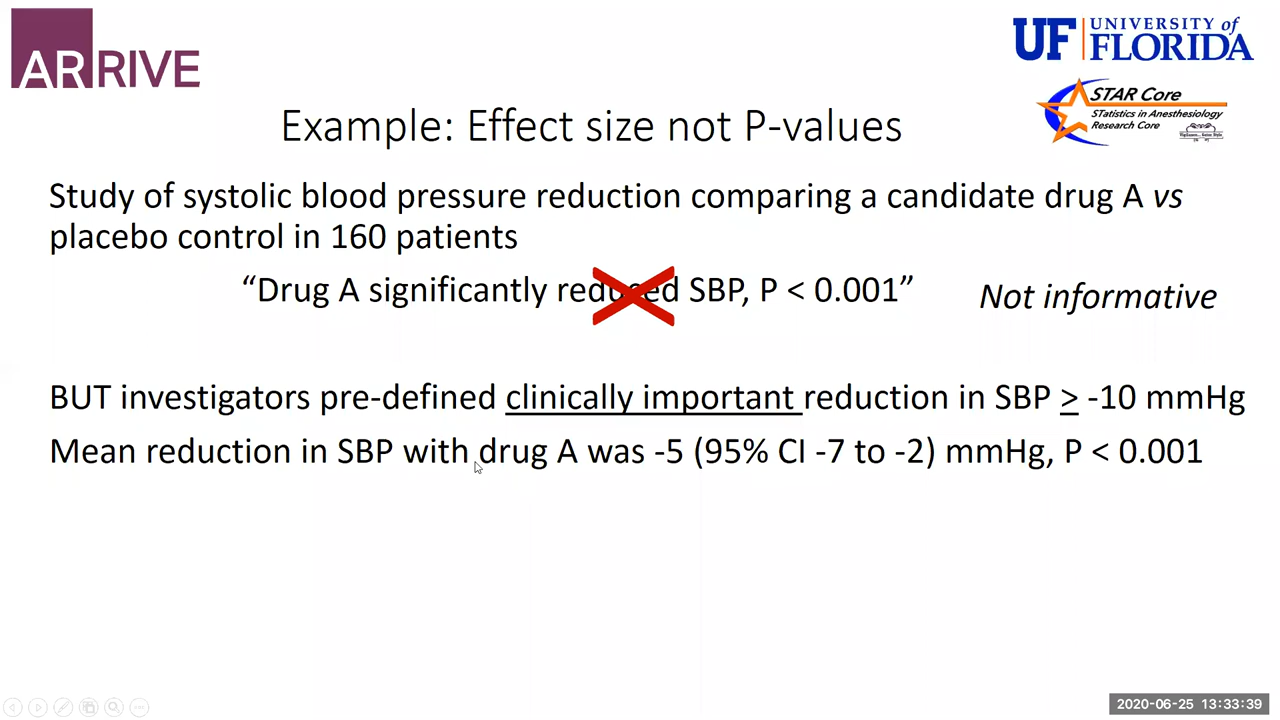 ARRIVE
UF UNIVERSITY of FLORIDA
STAR Core
STatistics in Anesthesiology
Research Core
Example: Effect size not P-values
Study of systolic blood pressure reduction comparing a candidate drug A vs
placebo control in 160 patients
“Drug A significantly reduced SBP, P < 0.001”
Not informative
BUT investigators pre-defined clinically important reduction in SBP ≥ -10 mmHg
Mean reduction in SBP with drug A was -5 (95% CI -7 to -2) mmHg, P < 0.001
2020-06-25 13:33:39